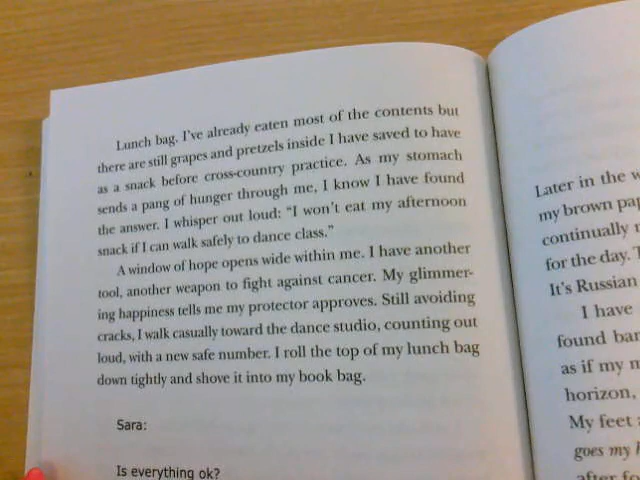 Lunch bag. I've already eaten most of the contents but
there are still grapes and pretzels inside I have saved to have
as a snack before cross-country practice. As my stomach
sends a pang of hunger through me, I know I have found
the answer. I whisper out loud: “I won't eat my afternoon
snack if I can walk safely to dance class.”
A window of hope opens wide within me. I have another
tool, another weapon to fight against cancer. My glimmer-
ing happiness tells me my protector approves. Still avoiding
cracks, I walk casually toward the dance studio, counting out
loud, with a new safe number. I roll the top of my lunch bag
down tightly and shove it into my book bag.
Sara:
Is everything ok?
Later in the
my brown
continually
for the day.
It's Russian
I have
found
as if my
horizon,
My feet
goes my
after